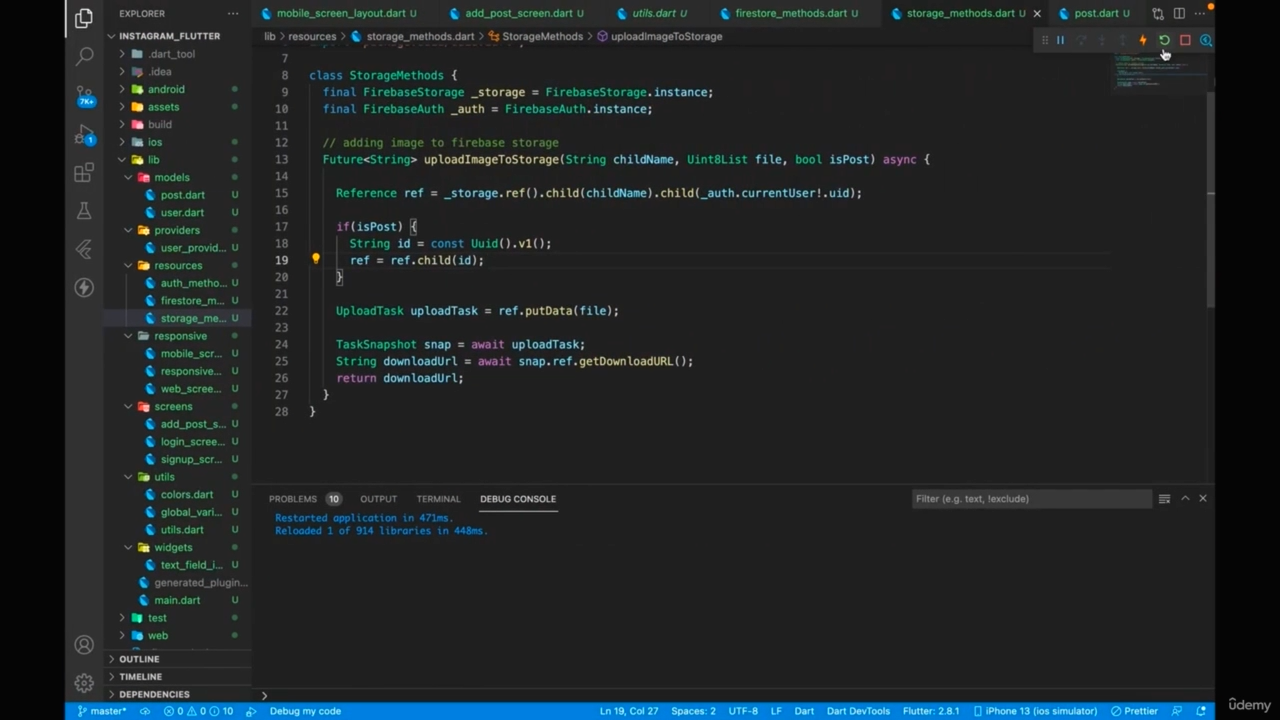 EXPLORER
mobile_screen_layout.dart U
add_post_screen.dart U
utils.dart U
firestore_methods.dart U
storage_methods.dart U
post.dart U
INSTAGRAM_FLUTTER
lib > resources > storage_methods.dart > StorageMethods > uploadImageToStorage
.dart_tool
.idea
android
assets
build
ios
lib
models
post.dart U
user.dart U
providers
user_provid... U
resources
auth_metho... U
firestore_m... U
storage_me... U
responsive
mobile_scr... U
responsive... U
web_scree... U
screens
add_post_s... U
login_scree... U
signup_scr... U
utils
colors.dart U
global_vari... U
utils.dart U
widgets
text_field_i... U
generated_plugin...
main.dart U
test
web
OUTLINE
TIMELINE
DEPENDENCIES
7K+
1
7
8 class StorageMethods {
9 final FirebaseStorage _storage = FirebaseStorage.instance;
10 final FirebaseAuth _auth = FirebaseAuth.instance;
11
12 // adding image to firebase storage
13 Future<String> uploadImageToStorage(String childName, Uint8List file, bool isPost) async {
14
15 Reference ref = _storage.ref().child(childName).child(_auth.currentUser!.uid);
16
17 if(isPost) {
18 String id = const Uuid().v1();
19 ref = ref.child(id);
20 }
21
22 UploadTask uploadTask = ref.putData(file);
23
24 TaskSnapshot snap = await uploadTask;
25 String downloadUrl = await snap.ref.getDownloadURL();
26 return downloadUrl;
27 }
28 }
PROBLEMS 10 OUTPUT TERMINAL DEBUG CONSOLE
Filter (e.g. text, !exclude)
Restarted application in 471ms.
Reloaded 1 of 914 libraries in 448ms.
master* 0 0 10 Debug my code Ln 19, Col 27 Spaces: 2 UTF-8 LF Dart Dart DevTools Flutter: 2.8.1 iPhone 13 (ios simulator) Prettier
udemy